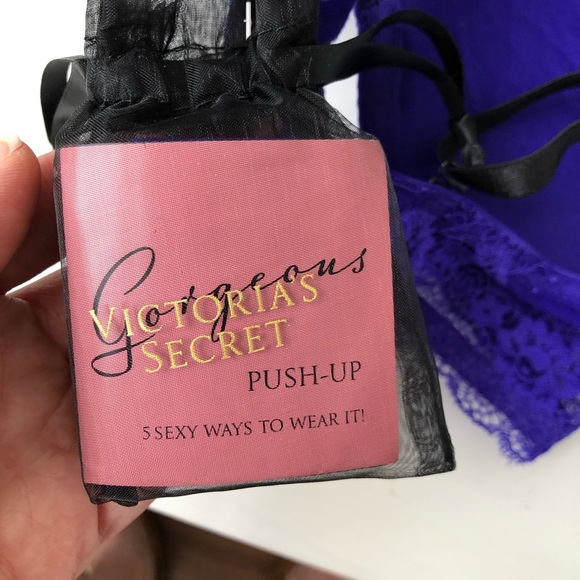 Gorgeous
VICTORIA'S
SECRET
PUSH-UP
5 SEXY WAYS TO WEAR IT!